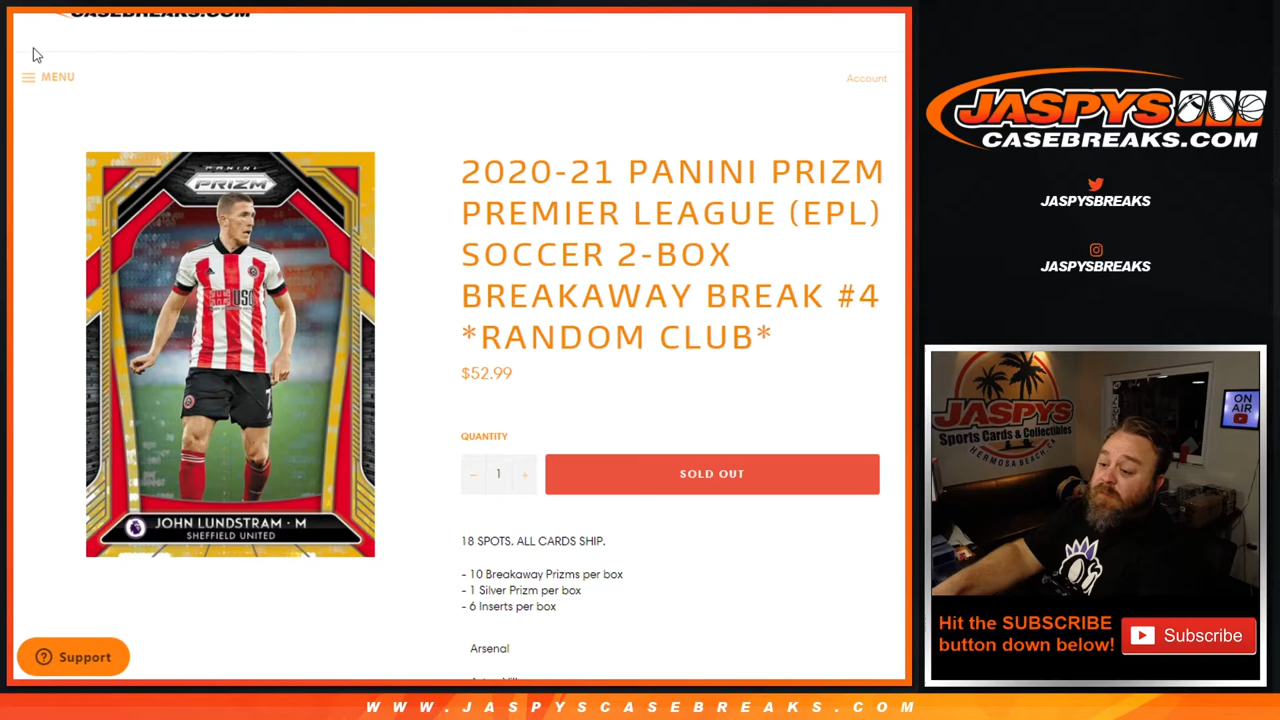 CASEBREAKS.COM
MENU
Account
PANINI
PRIZM
JOHN LUNDSTRAM · M
SHEFFIELD UNITED
2020-21 PANINI PRIZM
PREMIER LEAGUE (EPL)
SOCCER 2-BOX
BREAKAWAY BREAK #4
*RANDOM CLUB*
$52.99
QUANTITY
− 1 +
SOLD OUT
18 SPOTS. ALL CARDS SHIP.
- 10 Breakaway Prizms per box
- 1 Silver Prizm per box
- 6 Inserts per box
Arsenal
Support
JASPYS
CASEBREAKS.COM
JASPYSBREAKS
JASPYSBREAKS
JASPYS
Sports Cards & Collectibles
HERMOSA BEACH, CA
ON
AIR
Hit the SUBSCRIBE
button down below!
Subscribe
WWW.JASPYSCASEBREAKS.COM